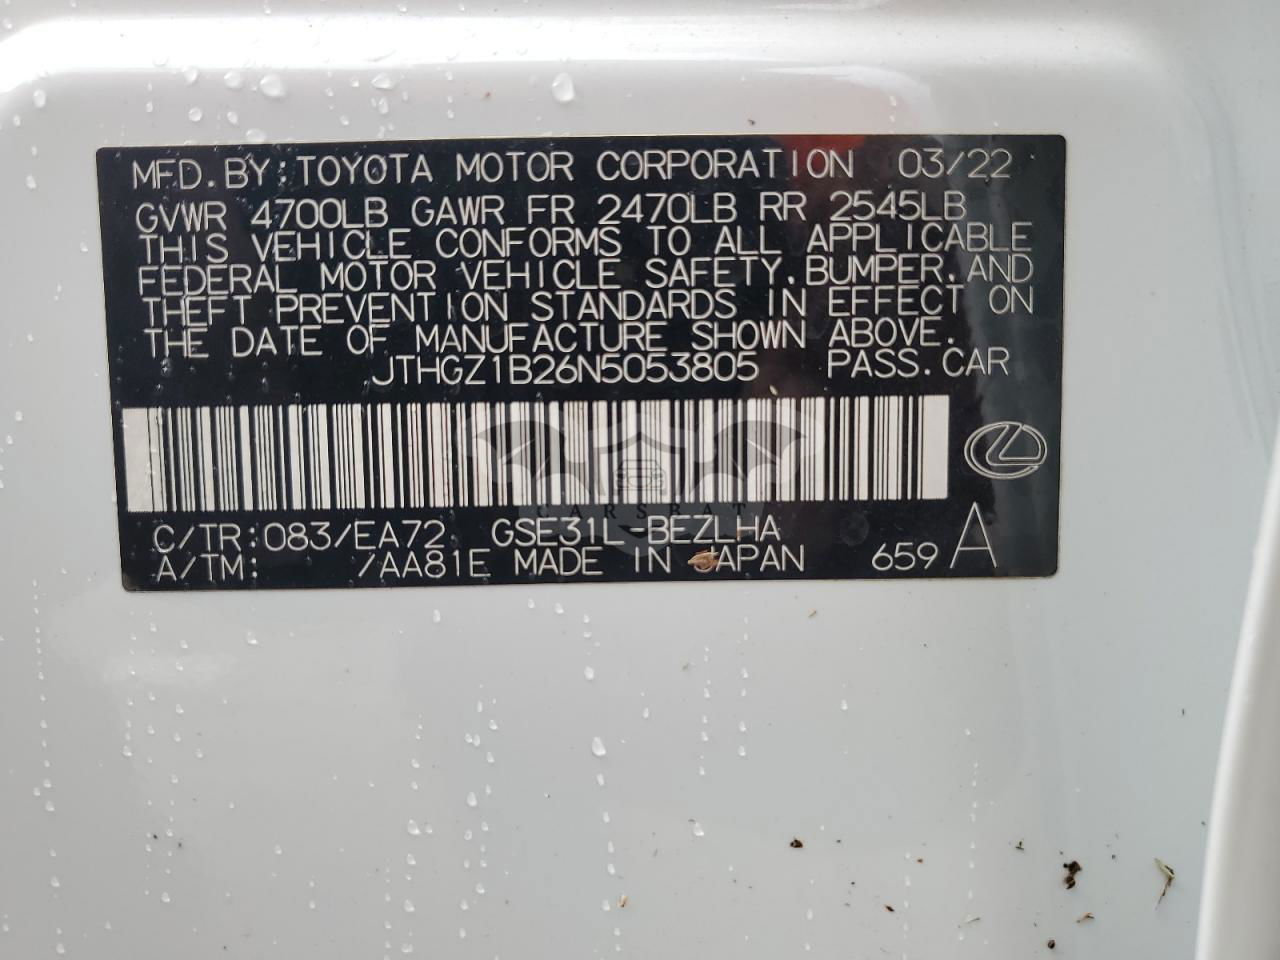 MFD.BY:TOYOTA MOTOR CORPORATION 03/22
GVWR 4700LB GAWR FR 2470LB RR 2545LB
THIS VEHICLE CONFORMS TO ALL APPLICABLE
FEDERAL MOTOR VEHICLE SAFETY.BUMPER.AND
THEFT PREVENTION STANDARDS IN EFFECT ON
THE DATE OF MANUFACTURE SHOWN ABOVE.
JTHGZ1B26N5053805 PASS.CAR
CARSBAT
C/TR:083/EA72 GSE31L-BEZLHA
A/TM: /AA81E MADE IN JAPAN 659 A